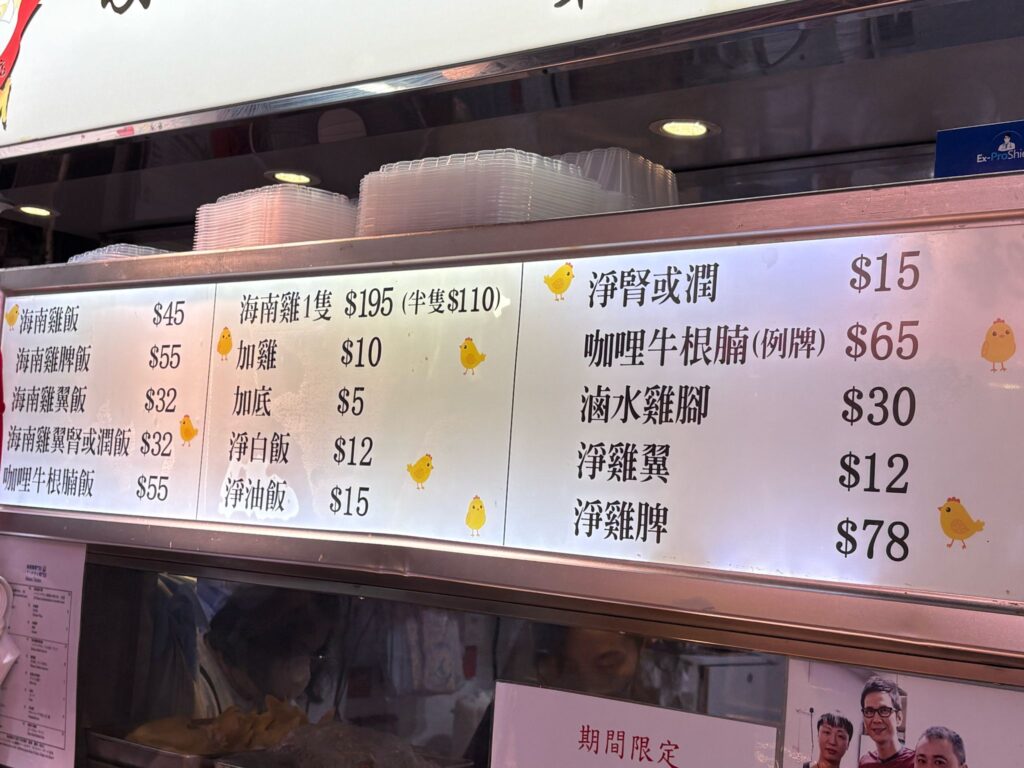 海南雞飯 $45
海南雞脾飯 $55
海南雞翼飯 $32
海南雞翼腎或潤飯 $32
咖哩牛根腩飯 $55
海南雞1隻 $195 (半隻$110)
加雞 $10
加底 $5
淨白飯 $12
淨油飯 $15
淨腎或潤 $15
咖哩牛根腩(例牌) $65
滷水雞腳 $30
淨雞翼 $12
淨雞脾 $78
Ex-ProShie
期間限定